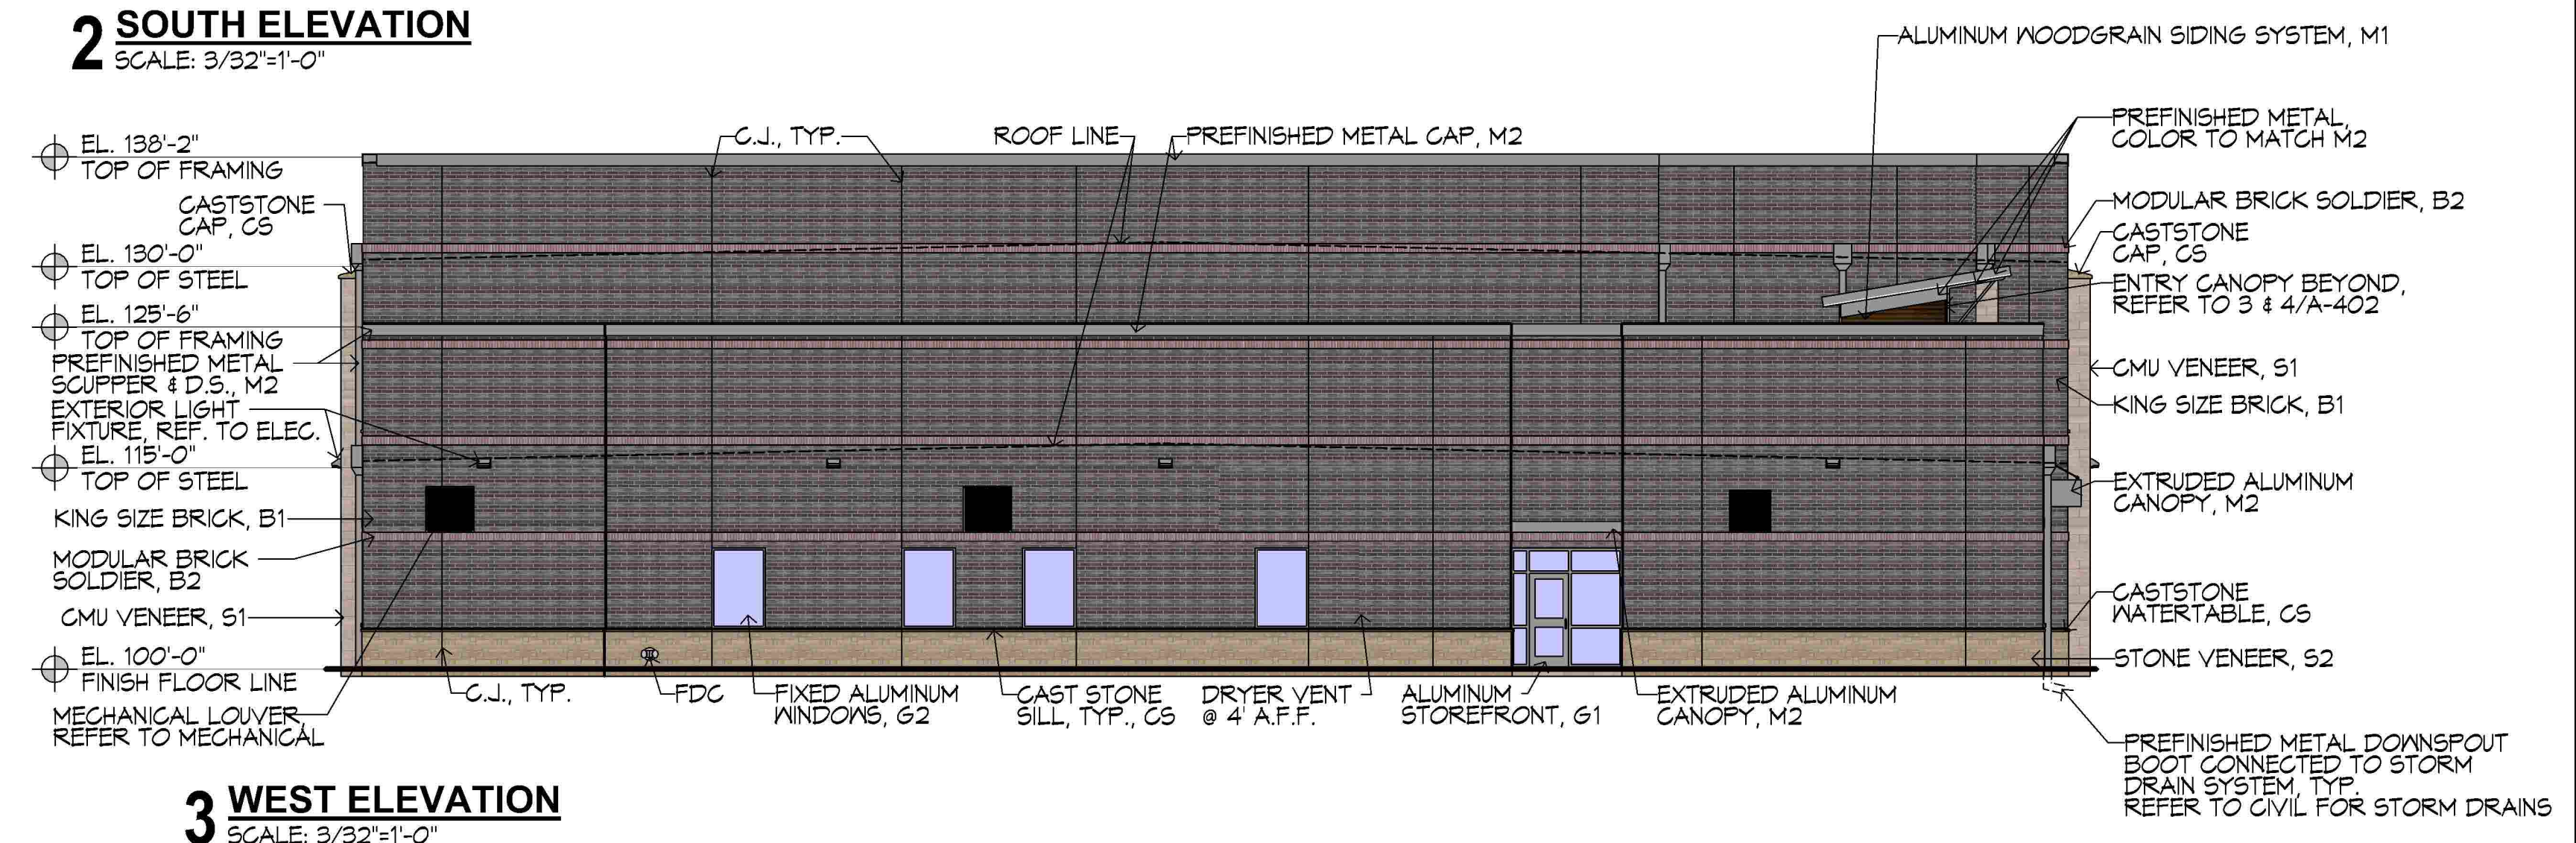 2 SOUTH ELEVATION
SCALE: 3/32"=1'-0"
ALUMINUM WOODGRAIN SIDING SYSTEM, M1
EL. 138'-2"
TOP OF FRAMING
C.J., TYP.
ROOF LINE
PREFINISHED METAL CAP, M2
PREFINISHED METAL,
COLOR TO MATCH M2
CASTSTONE
CAP, CS
MODULAR BRICK SOLDIER, B2
CASTSTONE
CAP, CS
EL. 130'-0"
TOP OF STEEL
ENTRY CANOPY BEYOND,
REFER TO 3 & 4/A-402
EL. 125'-6"
TOP OF FRAMING
PREFINISHED METAL
SCUPPER & D.S., M2
CMU VENEER, S1
KING SIZE BRICK, B1
EXTERIOR LIGHT
FIXTURE, REF. TO ELEC.
EL. 115'-0"
TOP OF STEEL
EXTRUDED ALUMINUM
CANOPY, M2
KING SIZE BRICK, B1
MODULAR BRICK
SOLDIER, B2
CASTSTONE
WATERTABLE, CS
CMU VENEER, S1
EL. 100'-0"
FINISH FLOOR LINE
STONE VENEER, S2
MECHANICAL LOUVER,
REFER TO MECHANICAL
C.J., TYP.
FDC
FIXED ALUMINUM
WINDOWS, G2
CAST STONE
SILL, TYP., CS
DRYER VENT
@ 4' A.F.F.
ALUMINUM
STOREFRONT, G1
EXTRUDED ALUMINUM
CANOPY, M2
PREFINISHED METAL DOWNSPOUT
BOOT CONNECTED TO STORM
DRAIN SYSTEM, TYP.
REFER TO CIVIL FOR STORM DRAINS
3 WEST ELEVATION
SCALE: 3/32"=1'-0"